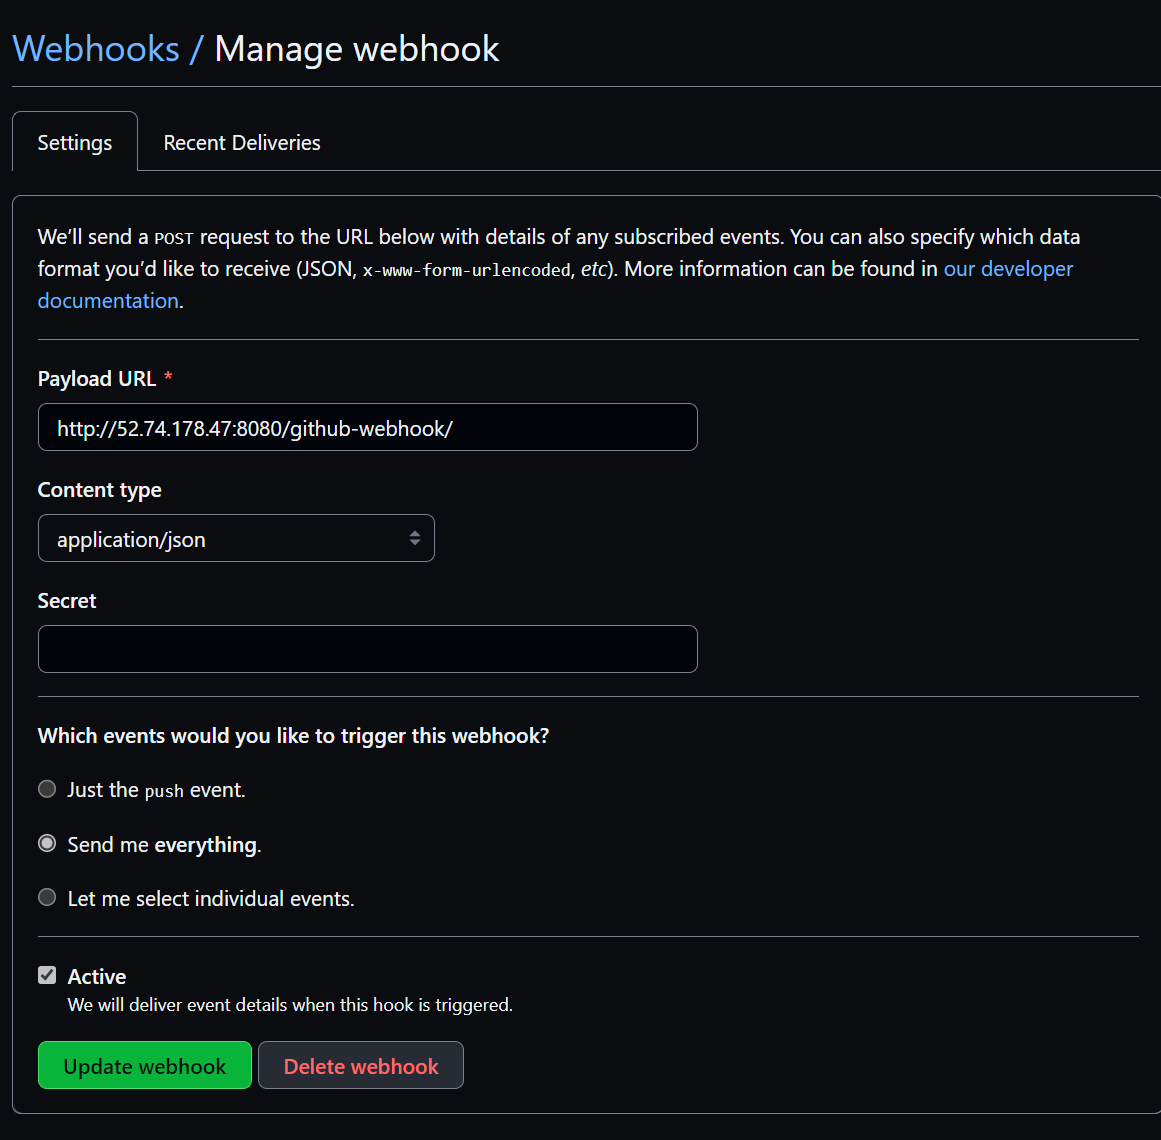 Webhooks / Manage webhook
Settings
Recent Deliveries
We’ll send a POST request to the URL below with details of any subscribed events. You can also specify which data
format you’d like to receive (JSON, x-www-form-urlencoded, etc). More information can be found in our developer
documentation.
Payload URL *
http://52.74.178.47:8080/github-webhook/
Content type
application/json
Secret
Which events would you like to trigger this webhook?
Just the push event.
Send me everything.
Let me select individual events.
Active
We will deliver event details when this hook is triggered.
Update webhook
Delete webhook